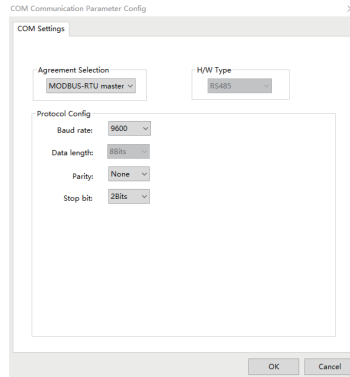 COM Communication Parameter Config
COM Settings
Agreement Selection
MODBUS-RTU master
H/W Type
RS485
Protocol Config
Baud rate: 9600
Data length: 8Bits
Parity: None
Stop bit: 2Bits
OK Cancel